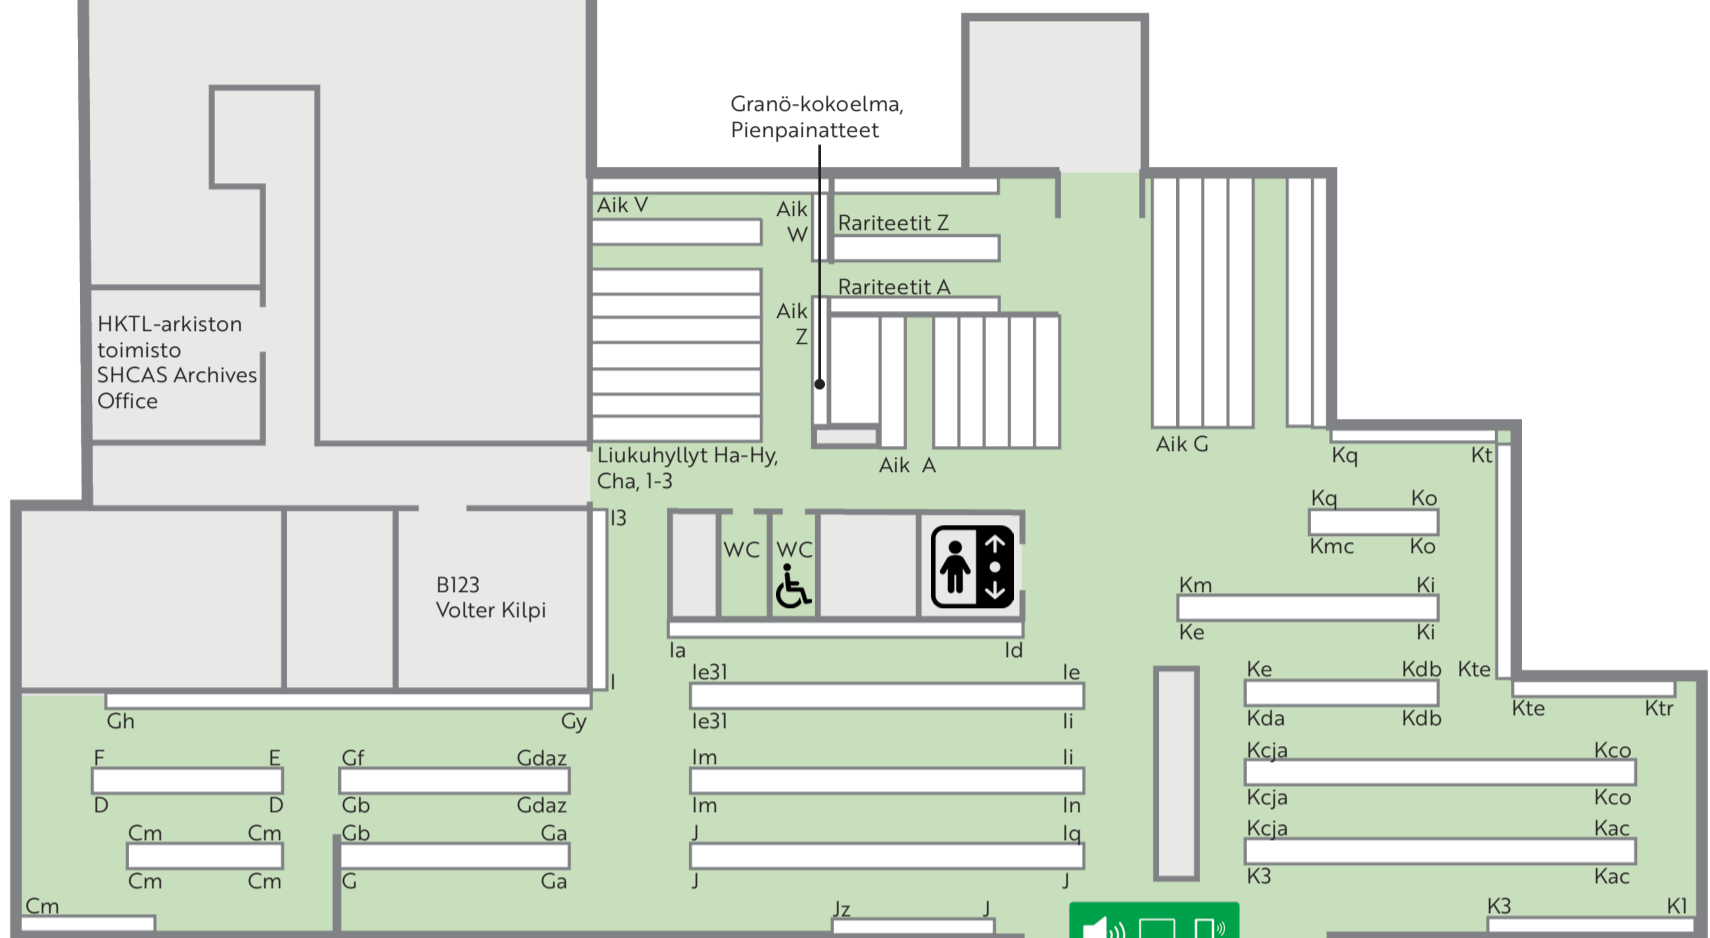 Granö-kokoelma,
Pienpainatteet
Aik V
Aik
W
Rariteetit Z
Rariteetit A
Aik
Z
HKTL-arkiston
toimisto
SHCAS Archives
Office
Liukuhyllyt Ha-Hy,
Cha, 1-3
Aik A
Aik G
Kq Kt
Kq Ko
Kmc Ko
I3
WC WC
B123
Volter Kilpi
Km Ki
Ke Ki
Ia Id
I
Ie31 Ie
Ie31 Ii
Ke Kdb Kte
Kda Kdb
Kte Ktr
Gh Gy
F E
D D
Gf Gdaz
Gb Gdaz
Im Ii
Im In
Kcja Kco
Kcja Kco
Cm Cm
Cm Cm
Gb Ga
G Ga
J Iq
J J
Kcja Kac
K3 Kac
Cm
Jz J
K3 K1